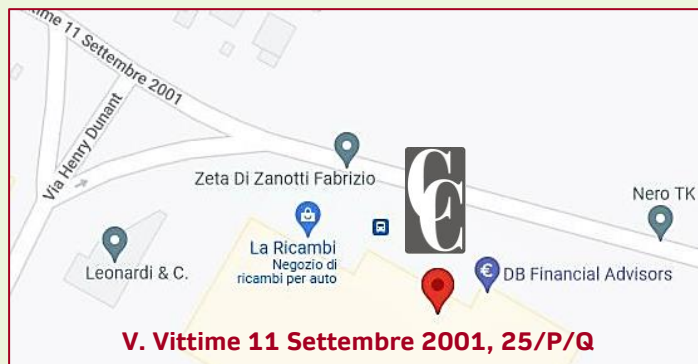 ttime 11 Settembre 2001
Via Henry Dunant
Zeta Di Zanotti Fabrizio
CC
Nero TK
La Ricambi
Negozio di
ricambi per auto
Leonardi & C.
€
DB Financial Advisors
V. Vittime 11 Settembre 2001, 25/P/Q